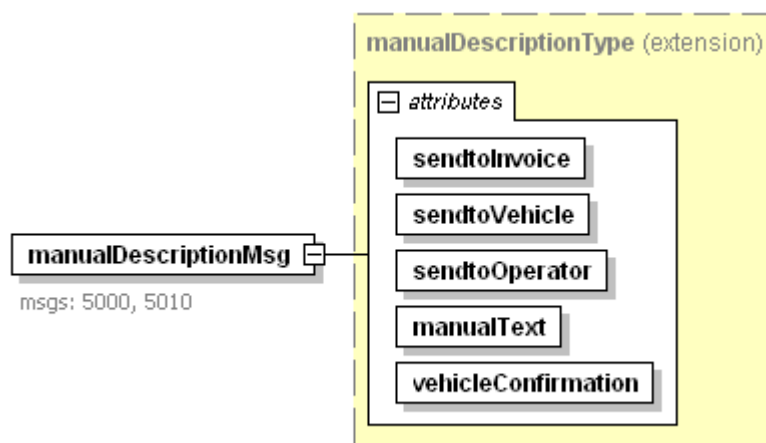 manualDescriptionType (extension)
attributes
sendtoInvoice
sendtoVehicle
manualDescriptionMsg
sendtoOperator
msgs: 5000, 5010
manualText
vehicleConfirmation